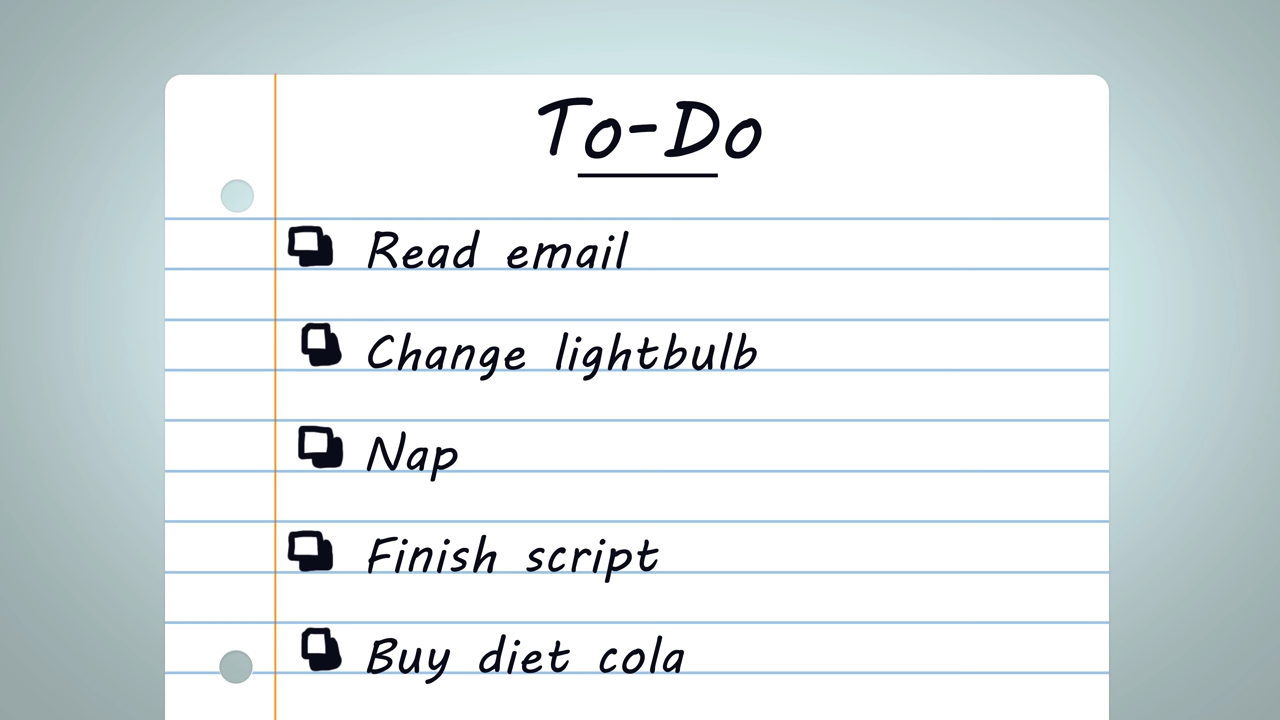 To-Do
Read email
Change lightbulb
Nap
Finish script
Buy diet cola